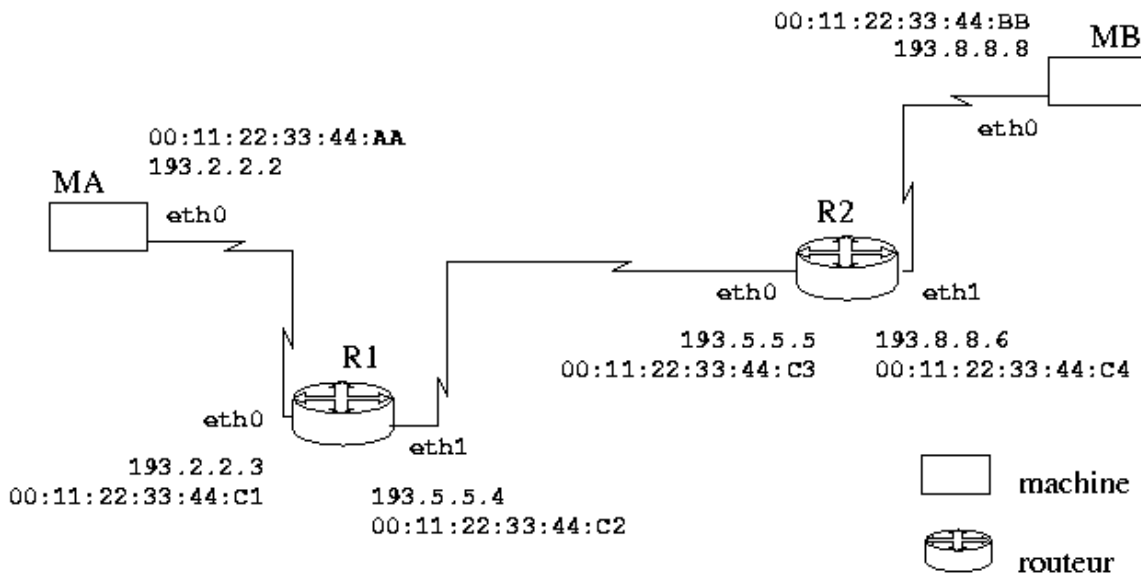 00:11:22:33:44:BB
193.8.8.8
MB
eth0
00:11:22:33:44:AA
193.2.2.2
MA
eth0
R2
eth0
eth1
193.5.5.5
00:11:22:33:44:C3
193.8.8.6
00:11:22:33:44:C4
R1
eth0
eth1
193.2.2.3
00:11:22:33:44:C1
193.5.5.4
00:11:22:33:44:C2
machine
routeur